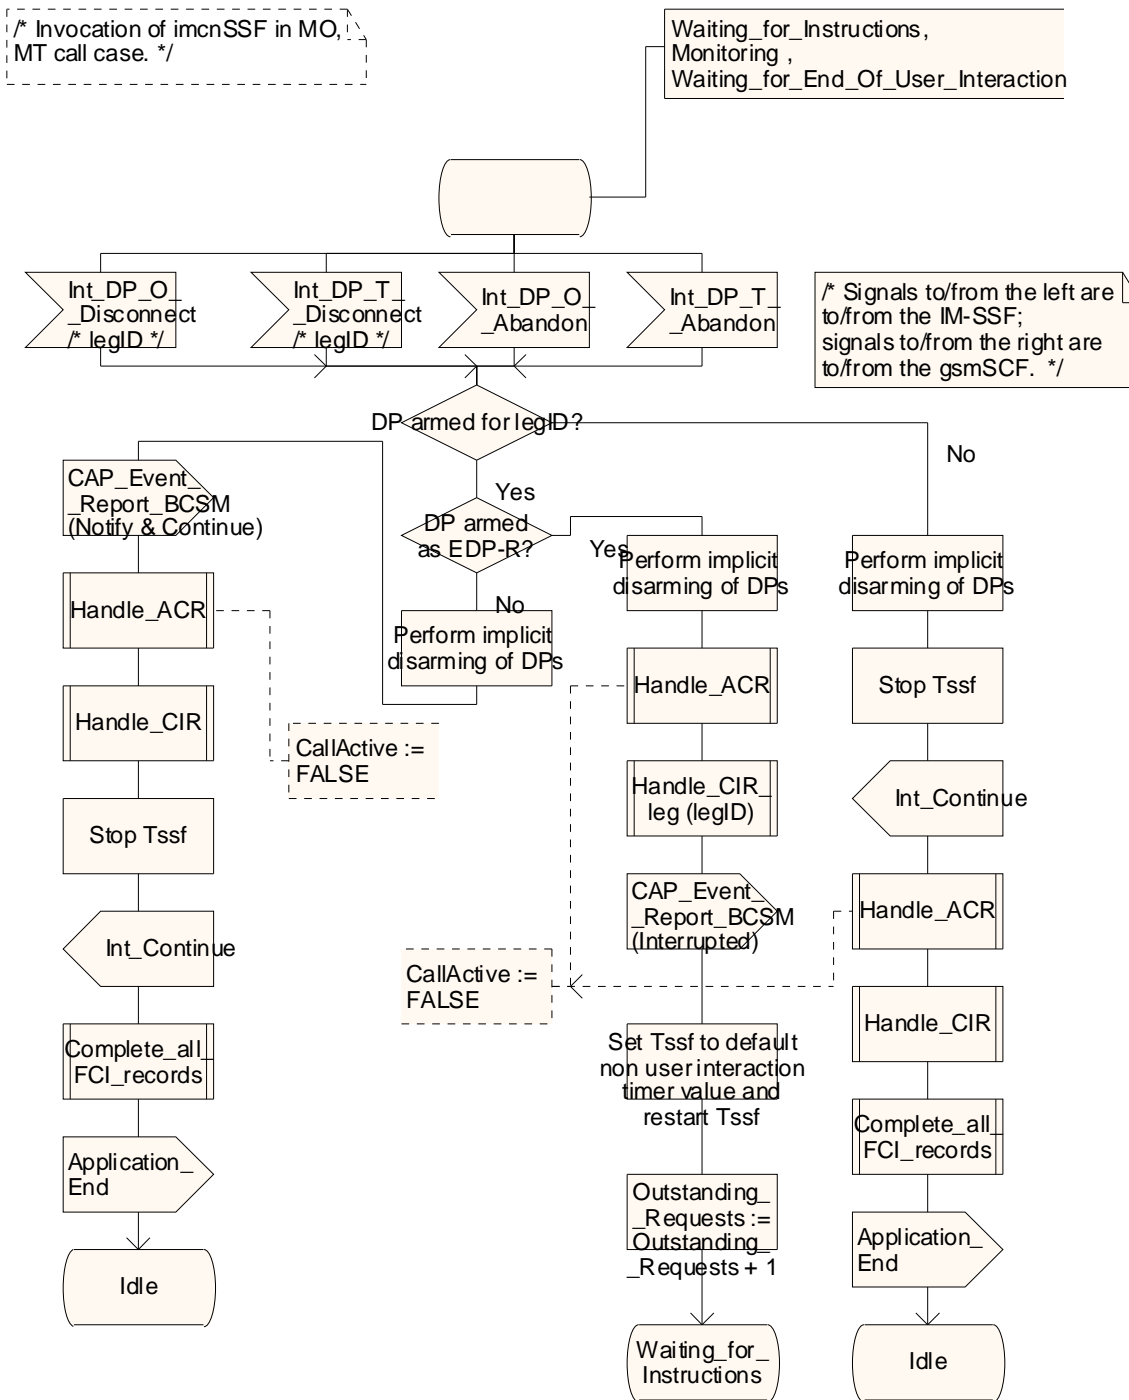 /* Invocation of imcnSSF in MO,
MT call case. */
Waiting_for_Instructions,
Monitoring ,
Waiting_for_End_Of_User_Interaction
Int_DP_O_
_Disconnect
/* legID */
Int_DP_T_
_Disconnect
/* legID */
Int_DP_O_
_Abandon
Int_DP_T_
_Abandon
/* Signals to/from the left are
to/from the IM-SSF;
signals to/from the right are
to/from the gsmSCF.  */
DP armed for legID?
No
Yes
CAP_Event_
_Report_BCSM
(Notify & Continue)
DP armed
as EDP-R?
Yes
No
Perform implicit
disarming of DPs
Perform implicit
disarming of DPs
Perform implicit
disarming of DPs
Handle_ACR
Handle_CIR
CallActive :=
FALSE
Stop Tssf
Int_Continue
Complete_all_
FCI_records
Application_
End
Idle
Handle_ACR
Handle_CIR_
leg (legID)
CAP_Event_
_Report_BCSM
(Interrupted)
CallActive :=
FALSE
Set Tssf to default
non user interaction
timer value and
restart Tssf
Outstanding_
_Requests :=
Outstanding_
_Requests + 1
Waiting_for_
Instructions
Stop Tssf
Int_Continue
Handle_ACR
Handle_CIR
Complete_all_
FCI_records
Application_
End
Idle